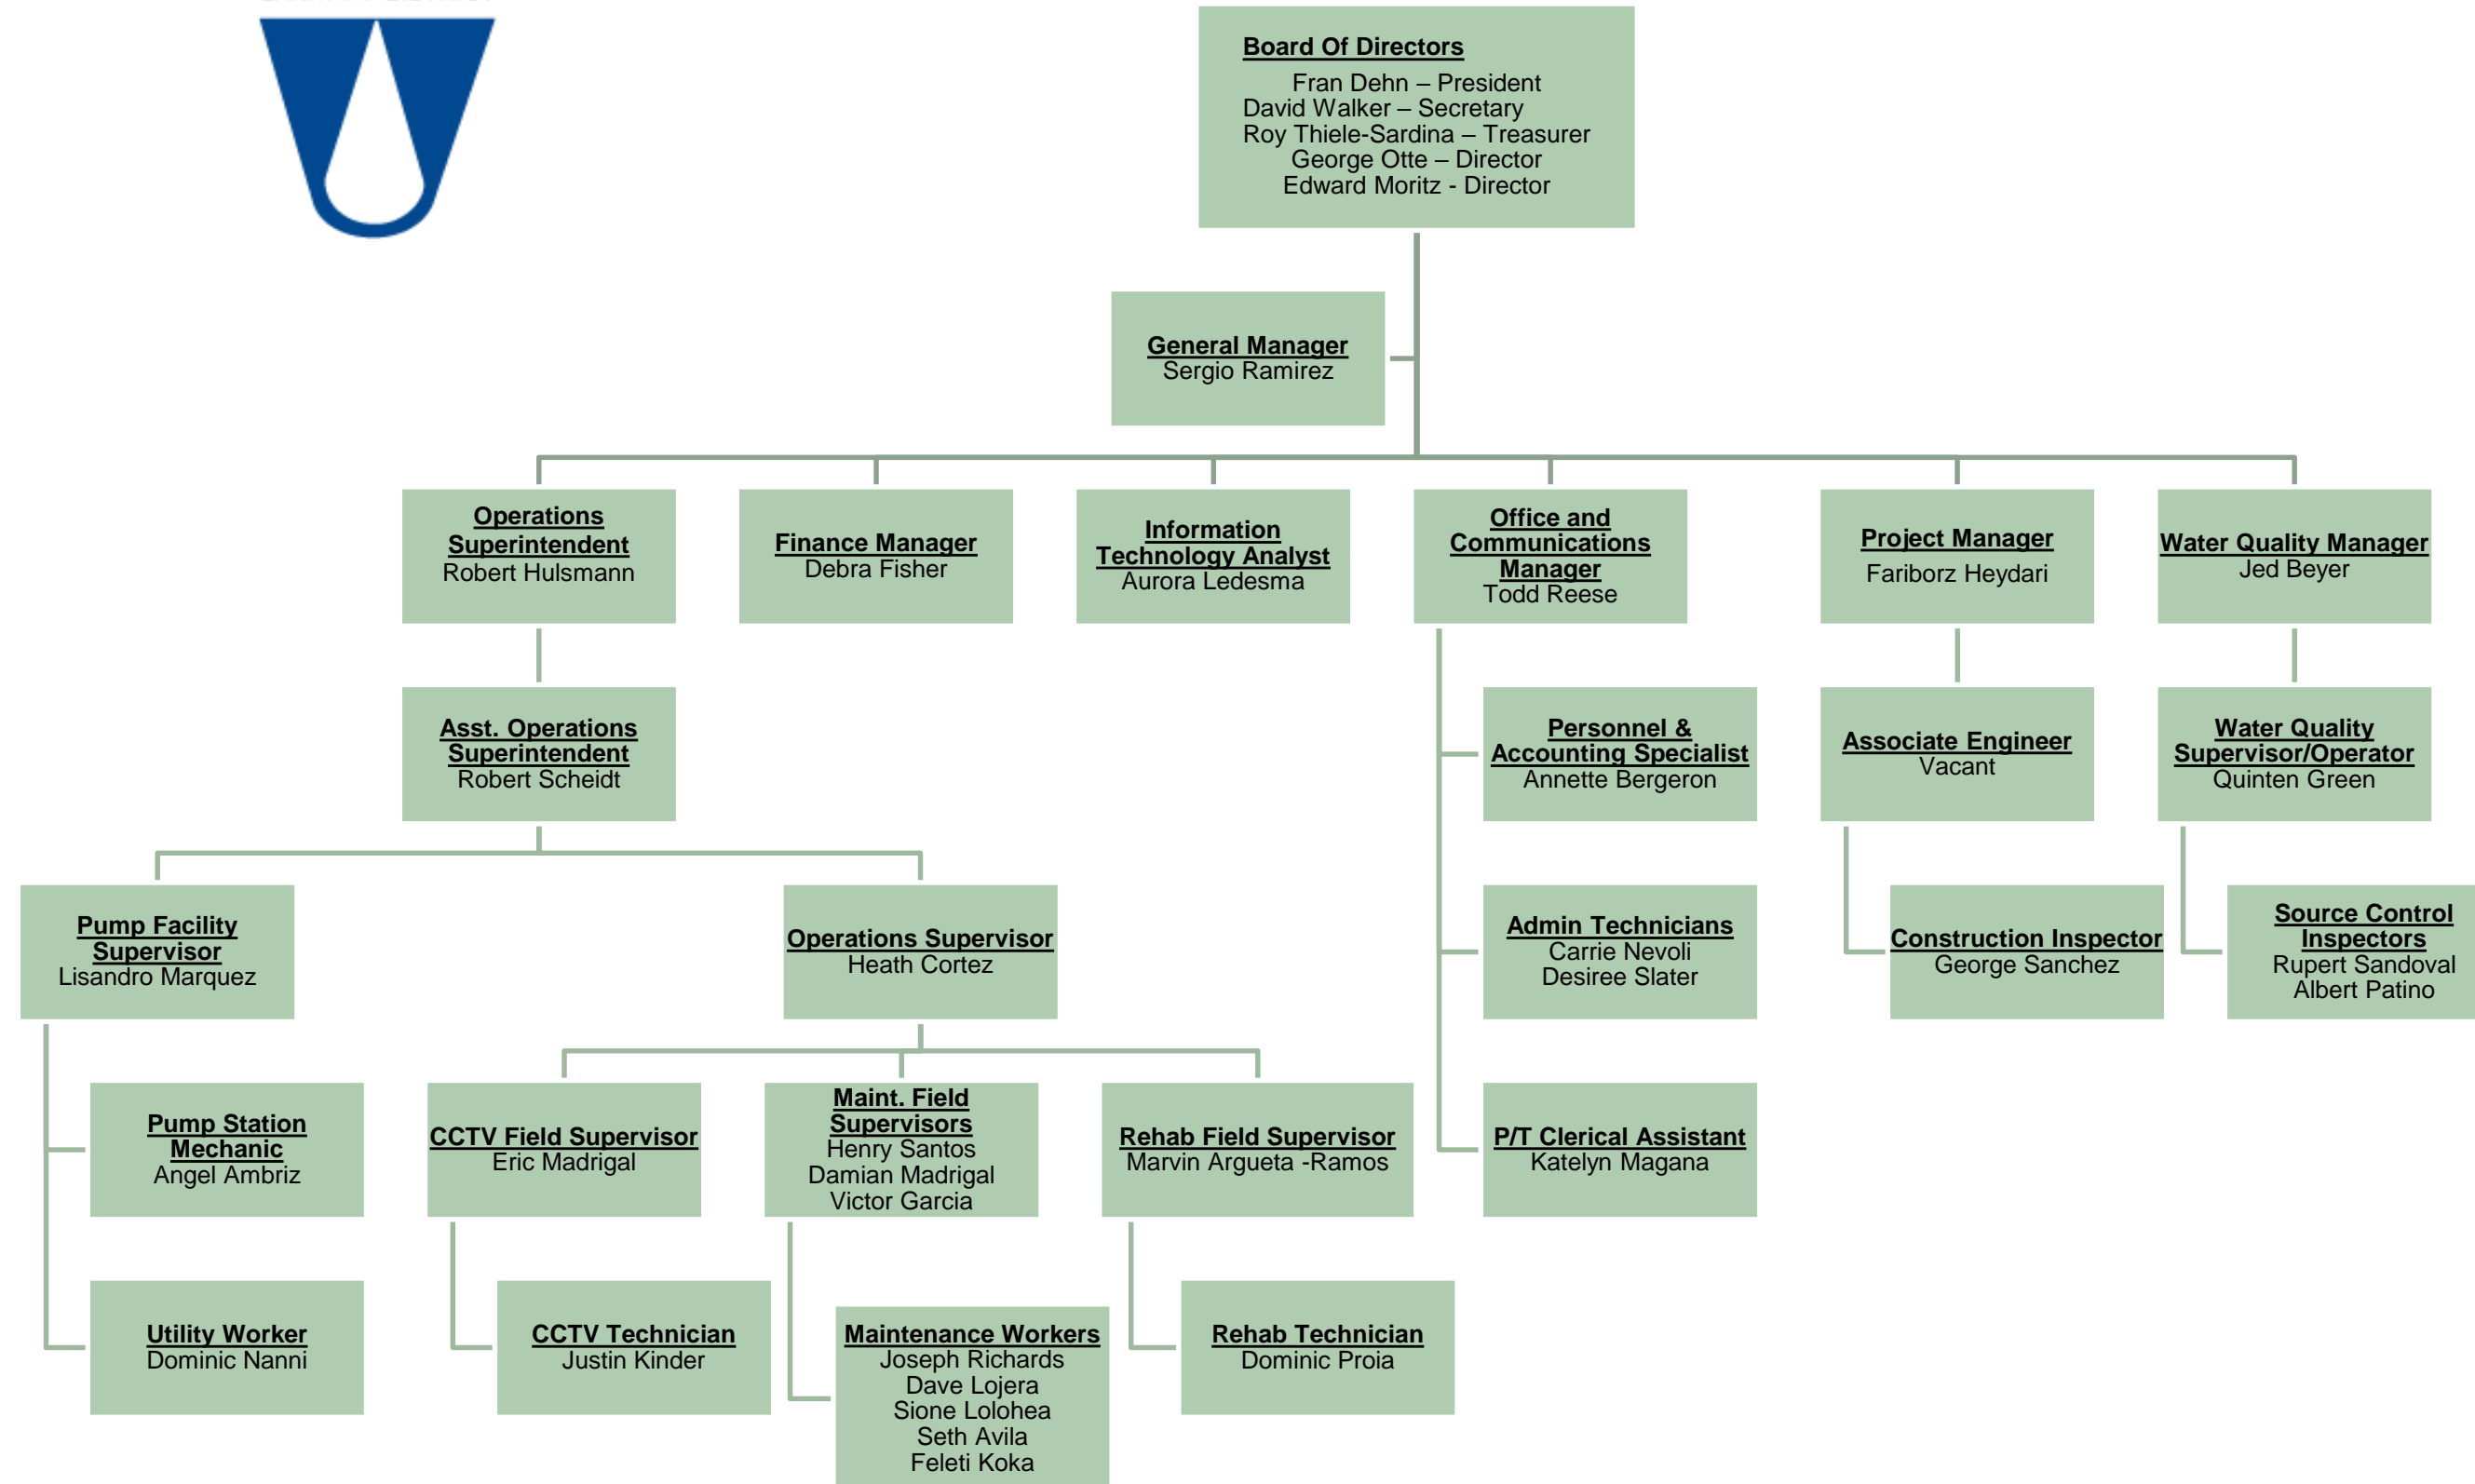 Board Of Directors
Fran Dehn – President
David Walker – Secretary
Roy Thiele-Sardina – Treasurer
George Otte – Director
Edward Moritz - Director
General Manager
Sergio Ramirez
Operations
Superintendent
Robert Hulsmann
Finance Manager
Debra Fisher
Information
Technology Analyst
Aurora Ledesma
Office and
Communications
Manager
Todd Reese
Project Manager
Fariborz Heydari
Water Quality Manager
Jed Beyer
Asst. Operations
Superintendent
Robert Scheidt
Personnel &
Accounting Specialist
Annette Bergeron
Associate Engineer
Vacant
Water Quality
Supervisor/Operator
Quinten Green
Pump Facility
Supervisor
Lisandro Marquez
Operations Supervisor
Heath Cortez
Admin Technicians
Carrie Nevoli
Desiree Slater
Construction Inspector
George Sanchez
Source Control
Inspectors
Rupert Sandoval
Albert Patino
Pump Station
Mechanic
Angel Ambriz
CCTV Field Supervisor
Eric Madrigal
Maint. Field
Supervisors
Henry Santos
Damian Madrigal
Victor Garcia
Rehab Field Supervisor
Marvin Argueta -Ramos
P/T Clerical Assistant
Katelyn Magana
Utility Worker
Dominic Nanni
CCTV Technician
Justin Kinder
Maintenance Workers
Joseph Richards
Dave Lojera
Sione Lolohea
Seth Avila
Feleti Koka
Rehab Technician
Dominic Proia